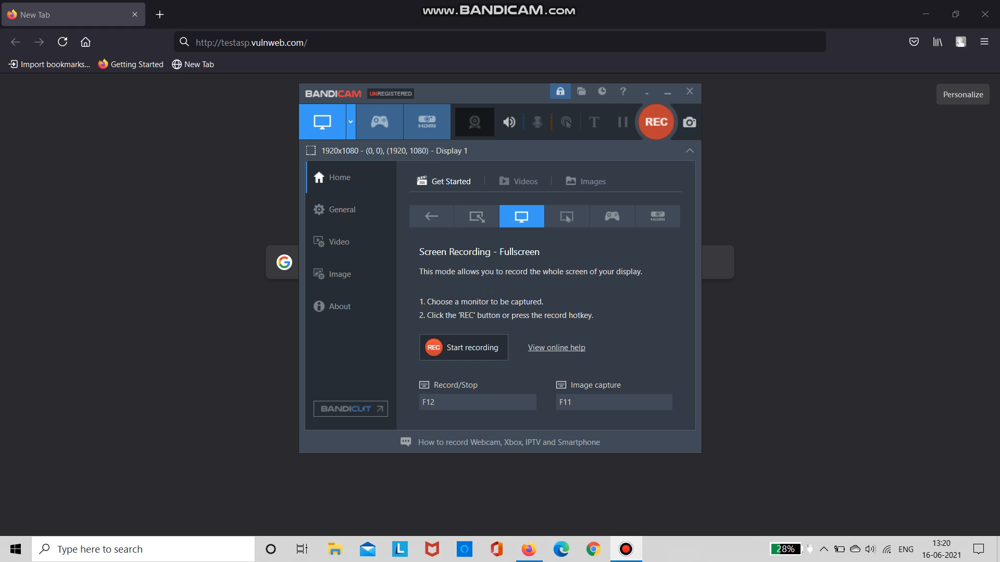 New Tab
www.BANDICAM.com
http://testasp.vulnweb.com/
Import bookmarks...
Getting Started
New Tab
Personalize
BANDICAM UNREGISTERED
?
HDMI
T
REC
1920x1080 - (0, 0), (1920, 1080) - Display 1
Home
General
Video
Image
About
BANDICUT
Get Started
Videos
Images
HDMI
Screen Recording - Fullscreen
This mode allows you to record the whole screen of your display.
1. Choose a monitor to be captured.
2. Click the 'REC' button or press the record hotkey.
REC Start recording
View online help
Record/Stop
F12
Image capture
F11
How to record Webcam, Xbox, IPTV and Smartphone
Type here to search
L
28%
ENG
13:20
16-06-2021